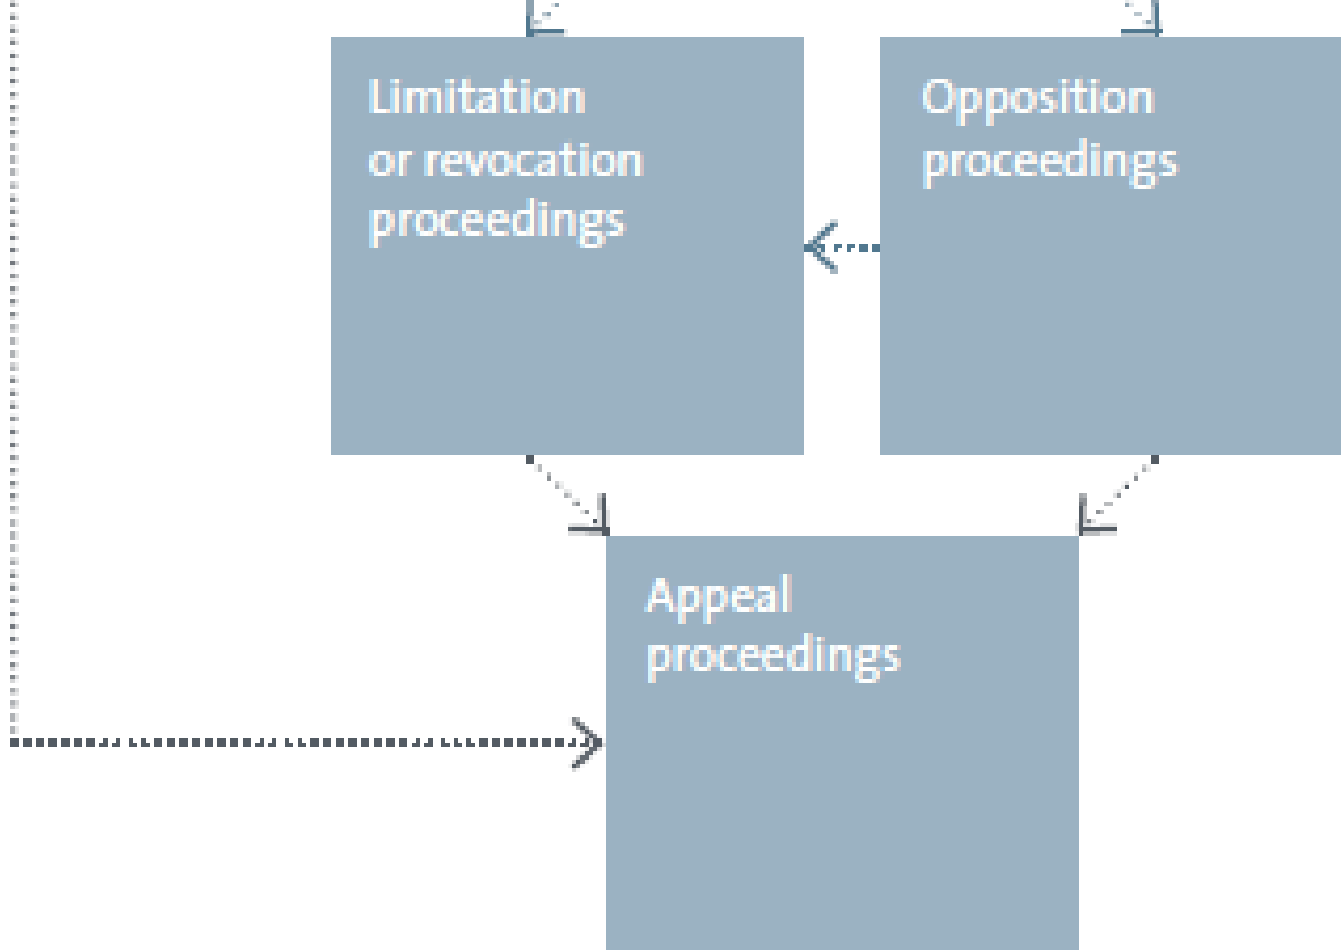 Limitation
or revocation
proceedings
Opposition
proceedings
Appeal
proceedings